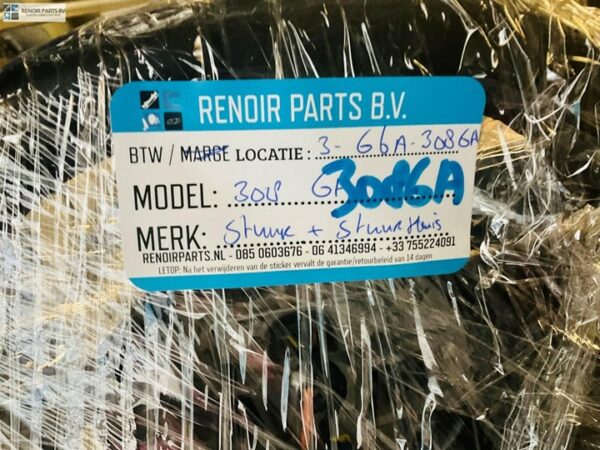 RENOIR PARTS B.V.
RENOIR PARTS B.V.
BTW / MARGE LOCATIE: 3- G6A-3086A
MODEL: 308 GA 3086A
MERK: Stuur + Stuurhuis
RENOIRPARTS.NL - 085 0603676 - 06 41346994 - +33 755224091
LETOP: Na het verwijderen van de sticker vervalt de garantie/retourbeleid van 14 dagen